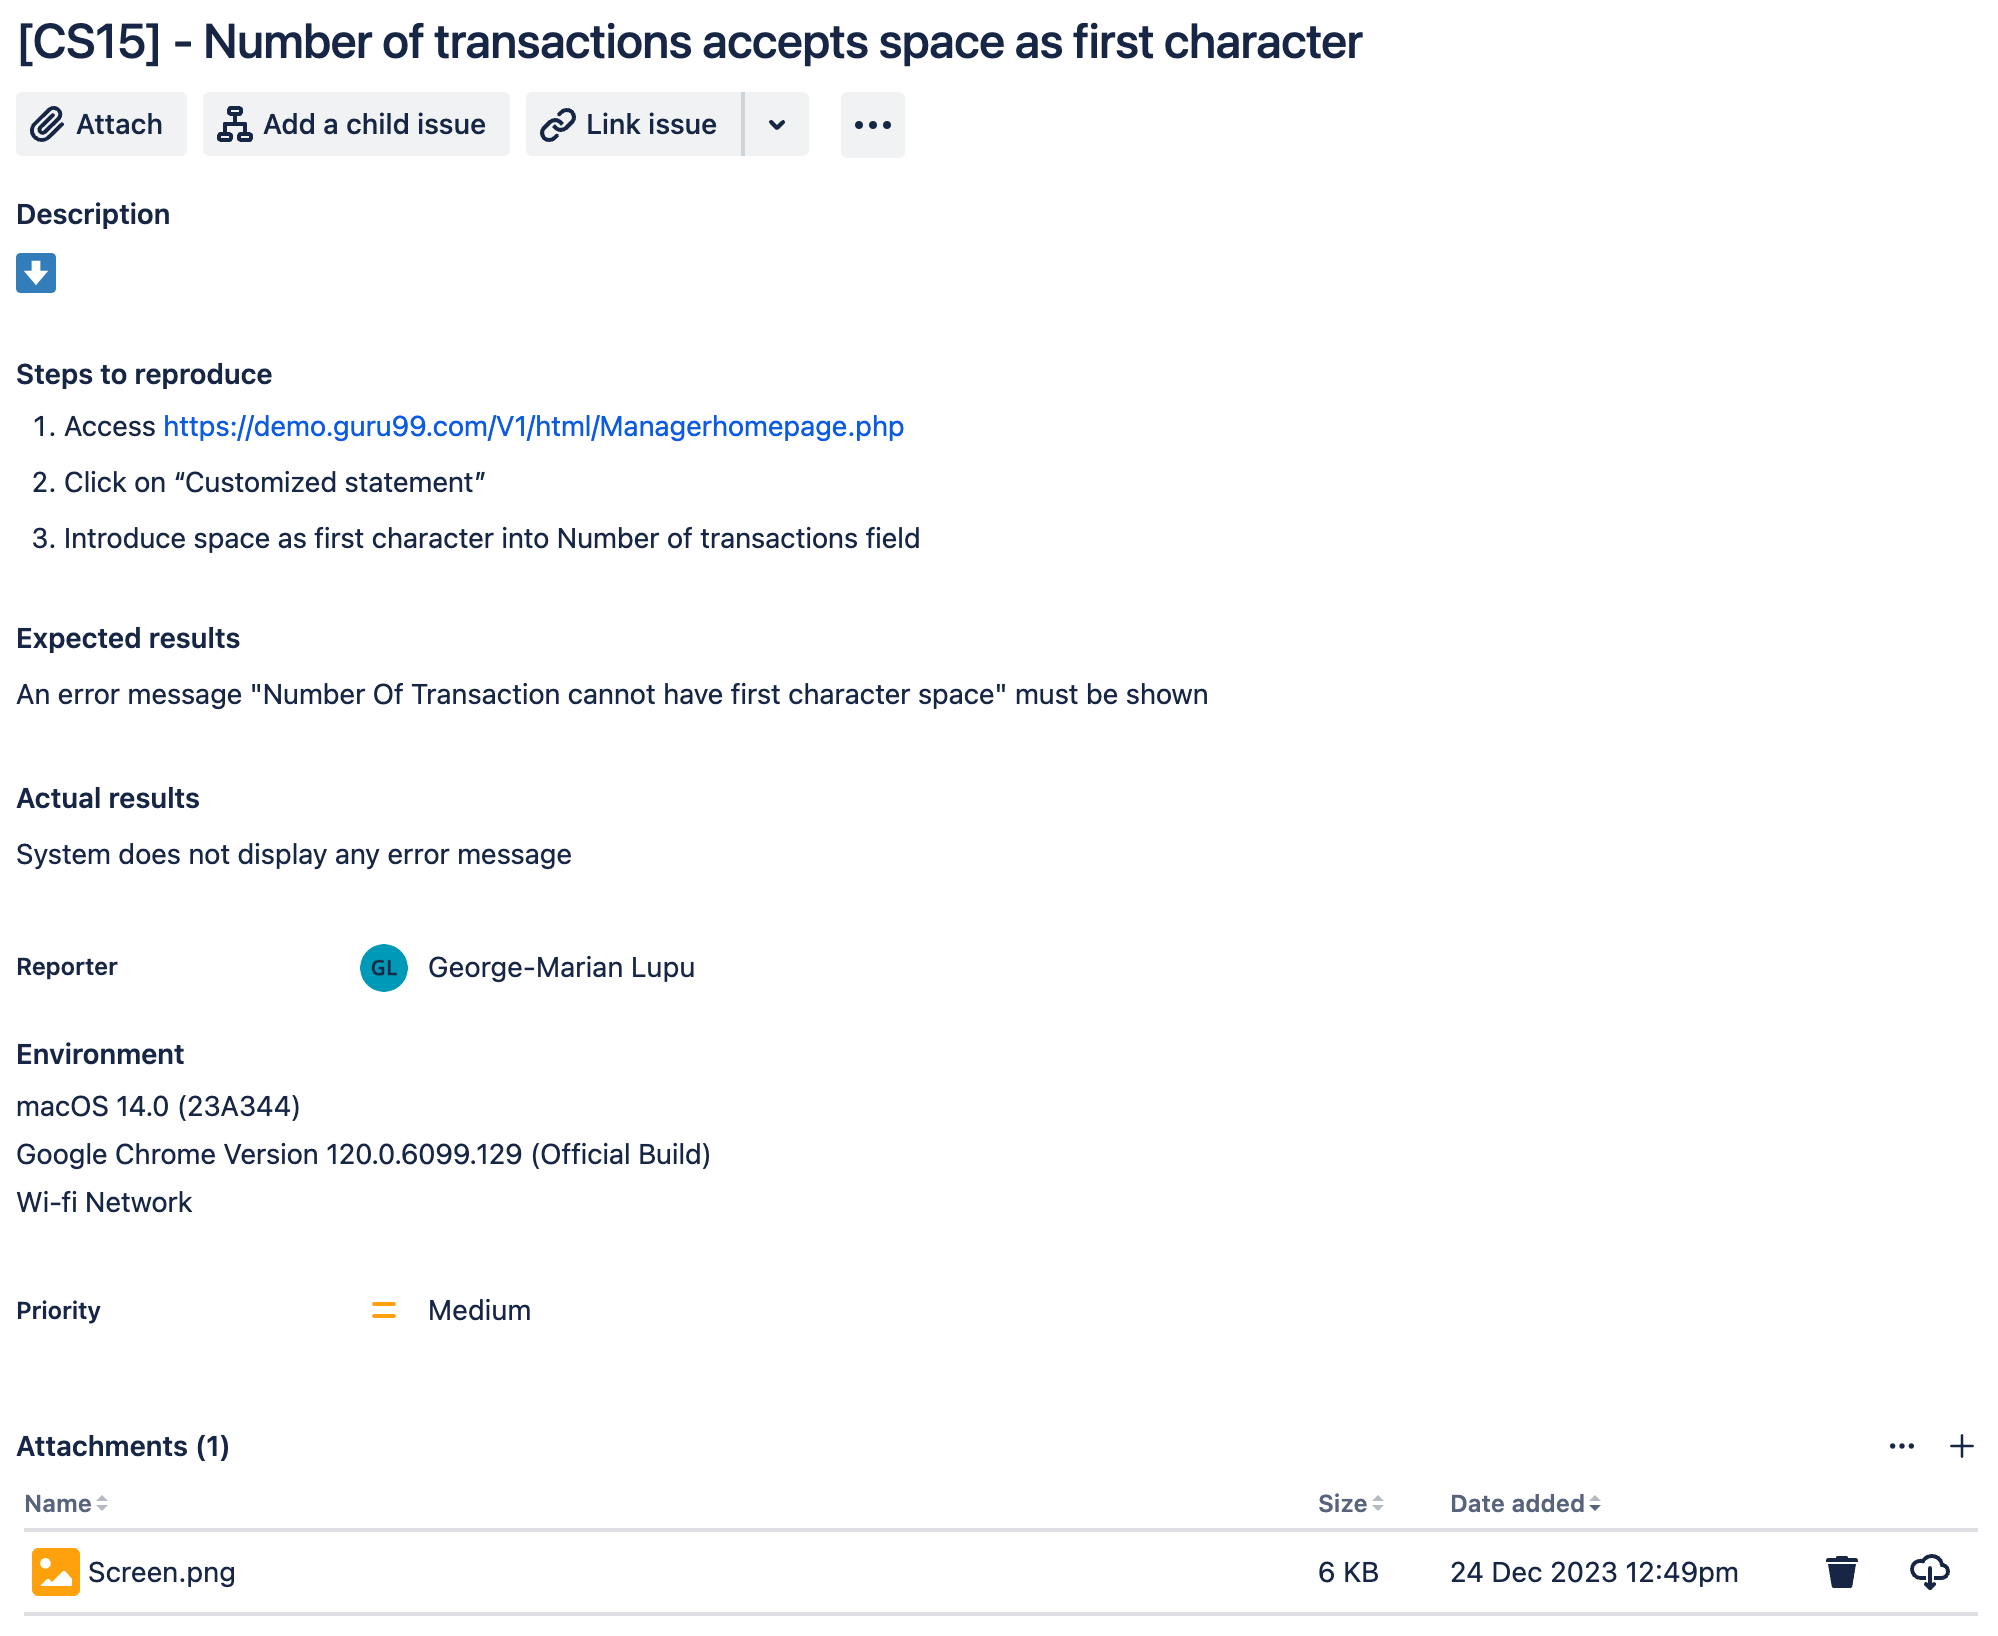 [CS15] - Number of transactions accepts space as first character
Attach
Add a child issue
Link issue
Description
Steps to reproduce
1. Access https://demo.guru99.com/V1/html/Managerhomepage.php
2. Click on “Customized statement”
3. Introduce space as first character into Number of transactions field
Expected results
An error message "Number Of Transaction cannot have first character space" must be shown
Actual results
System does not display any error message
Reporter GL George-Marian Lupu
Environment
macOS 14.0 (23A344)
Google Chrome Version 120.0.6099.129 (Official Build)
Wi-fi Network
Priority Medium
Attachments (1)
Name Size Date added
Screen.png 6 KB 24 Dec 2023 12:49pm